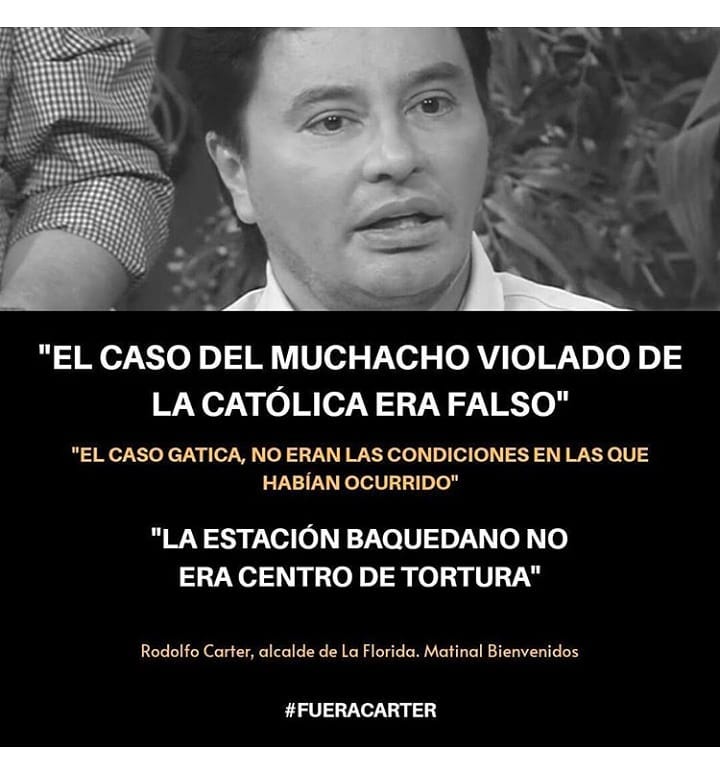 "EL CASO DEL MUCHACHO VIOLADO DE
LA CATÓLICA ERA FALSO"
"EL CASO GATICA, NO ERAN LAS CONDICIONES EN LAS QUE
HABÍAN OCURRIDO"
"LA ESTACIÓN BAQUEDANO NO
ERA CENTRO DE TORTURA"
Rodolfo Carter, alcalde de La Florida. Matinal Bienvenidos
#FUERACARTER